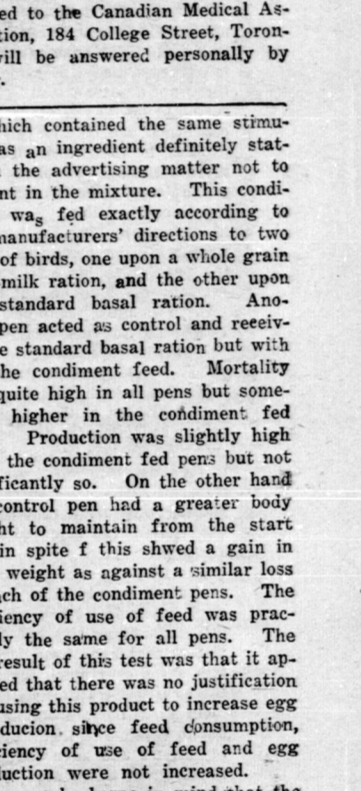 ed to the Canadian Medical As-
tion, 184 College Street, Toron-
will be answered personally by
.
hich contained the same stimu-
as an ingredient definitely stat-
the advertising matter not to
nt in the mixture. This condi-
was fed exactly according to
manufacturers' directions to two
of birds, one upon a whole grain
milk ration, and the other upon
standard basal ration. Ano-
pen acted as control and receiv-
e standard basal ration but with
he condiment feed. Mortality
quite high in all pens but some-
higher in the condiment fed
Production was slightly high
the condiment fed pens but not
ficantly so. On the other hand
control pen had a greater body
ht to maintain from the start
in spite f this shwed a gain in
weight as against a similar loss
ach of the condiment pens. The
iency of use of feed was prac-
ly the same for all pens. The
result of this test was that it ap-
ed that there was no justification
using this product to increase egg
ducion since feed consumption,
ciency of use of feed and egg
duction were not increased.
in mind that the